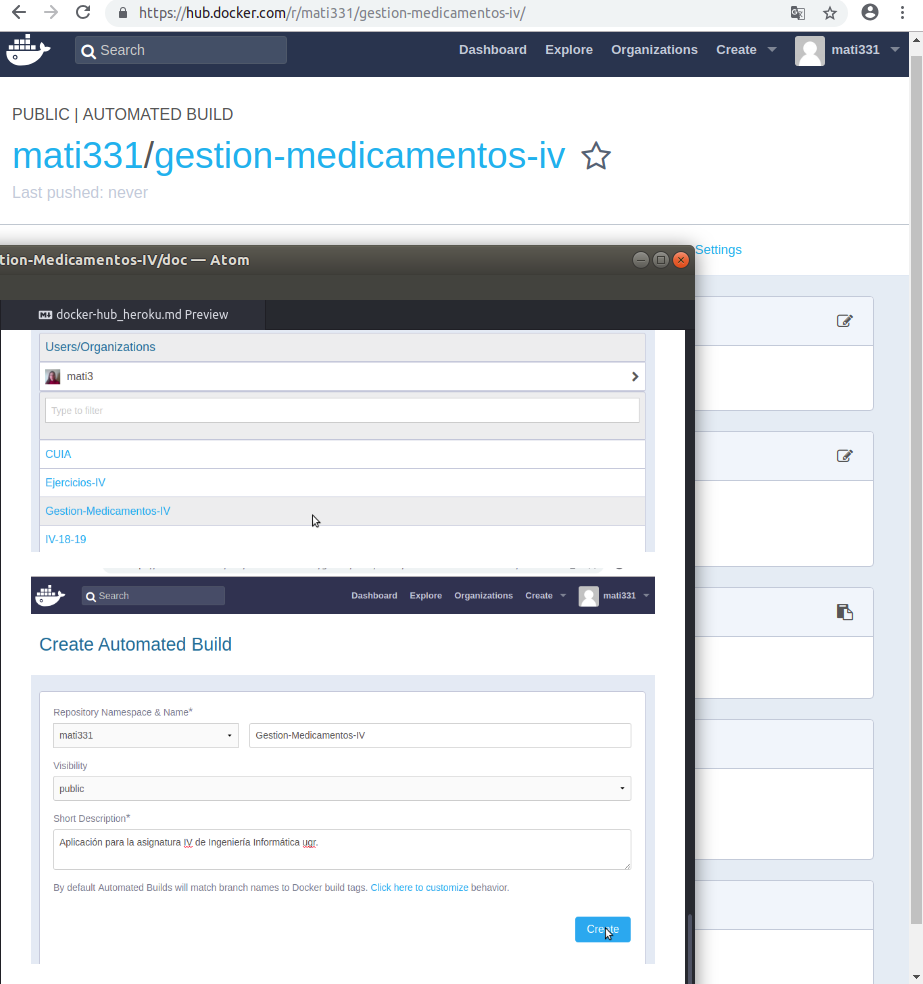 https://hub.docker.com/r/mati331/gestion-medicamentos-iv/
Search
Dashboard Explore Organizations Create mati331
PUBLIC | AUTOMATED BUILD
mati331/gestion-medicamentos-iv
Last pushed: never
Settings
tion-Medicamentos-IV/doc — Atom
docker-hub_heroku.md Preview
Users/Organizations
mati3
Type to filter
CUIA
Ejercicios-IV
Gestion-Medicamentos-IV
IV-18-19
Search
Dashboard Explore Organizations Create mati331
Create Automated Build
Repository Namespace & Name*
mati331 Gestion-Medicamentos-IV
Visibility
public
Short Description*
Aplicación para la asignatura IV de Ingeniería Informática ugr.
By default Automated Builds will match branch names to Docker build tags. Click here to customize behavior.
Create